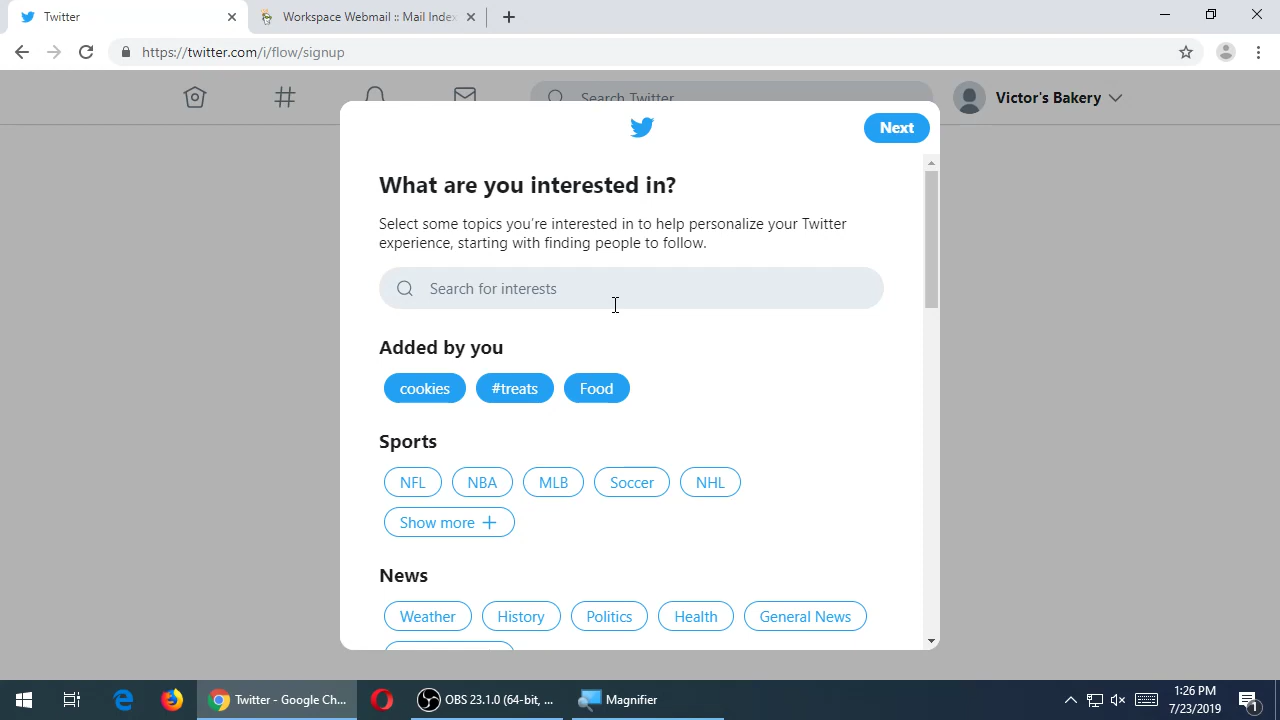 Twitter
Workspace Webmail :: Mail Index
https://twitter.com/i/flow/signup
Search Twitter
Victor's Bakery
Next
What are you interested in?
Select some topics you're interested in to help personalize your Twitter
experience, starting with finding people to follow.
Search for interests
Added by you
cookies #treats Food
Sports
NFL NBA MLB Soccer NHL
Show more
News
Weather History Politics Health General News
Twitter - Google Ch...
OBS 23.1.0 (64-bit, ...
Magnifier
1:26 PM
7/23/2019
1